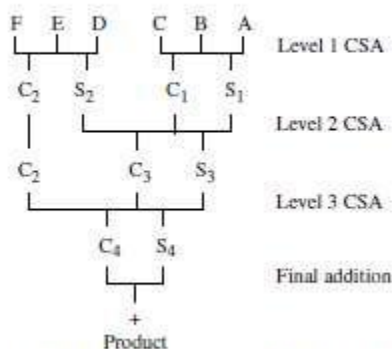 F E D C B A
Level 1 CSA
C2 S2 C1 S1
Level 2 CSA
C2 C3 S3
Level 3 CSA
C4 S4
Final addition
+
Product